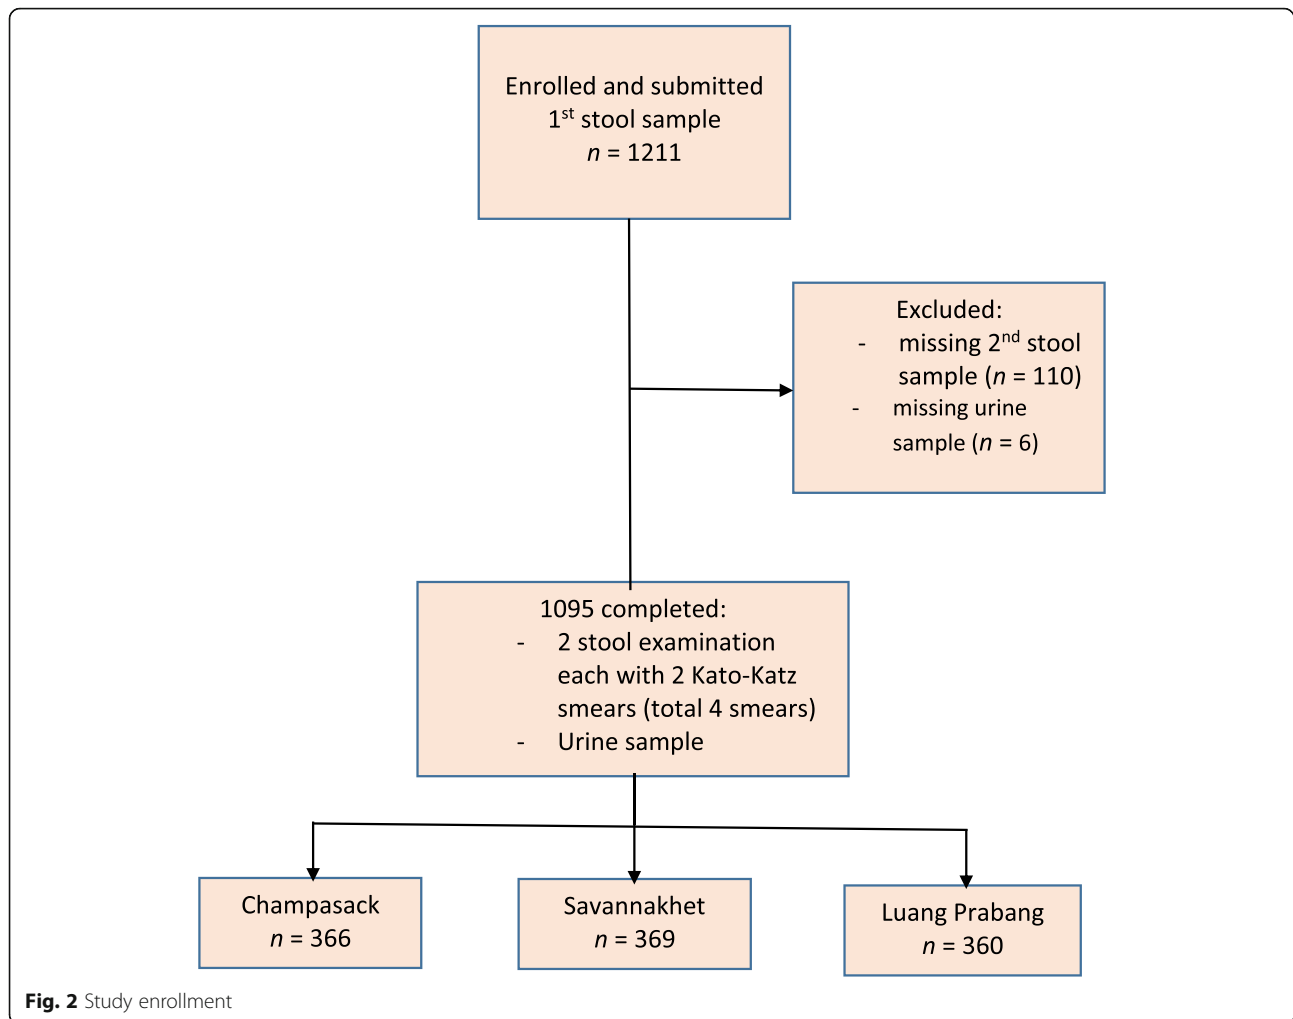 Enrolled and submitted
1st stool sample
n = 1211
Excluded:
- missing 2nd stool
sample (n = 110)
- missing urine
sample (n = 6)
1095 completed:
- 2 stool examination
each with 2 Kato-Katz
smears (total 4 smears)
- Urine sample
Champasack
n = 366
Savannakhet
n = 369
Luang Prabang
n = 360
Fig. 2 Study enrollment